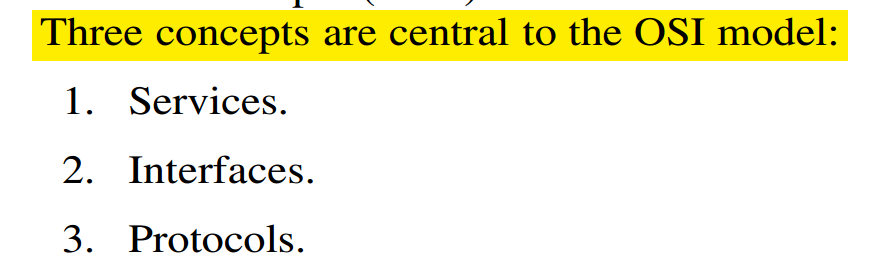 Three concepts are central to the OSI model:
1. Services.
2. Interfaces.
3. Protocols.